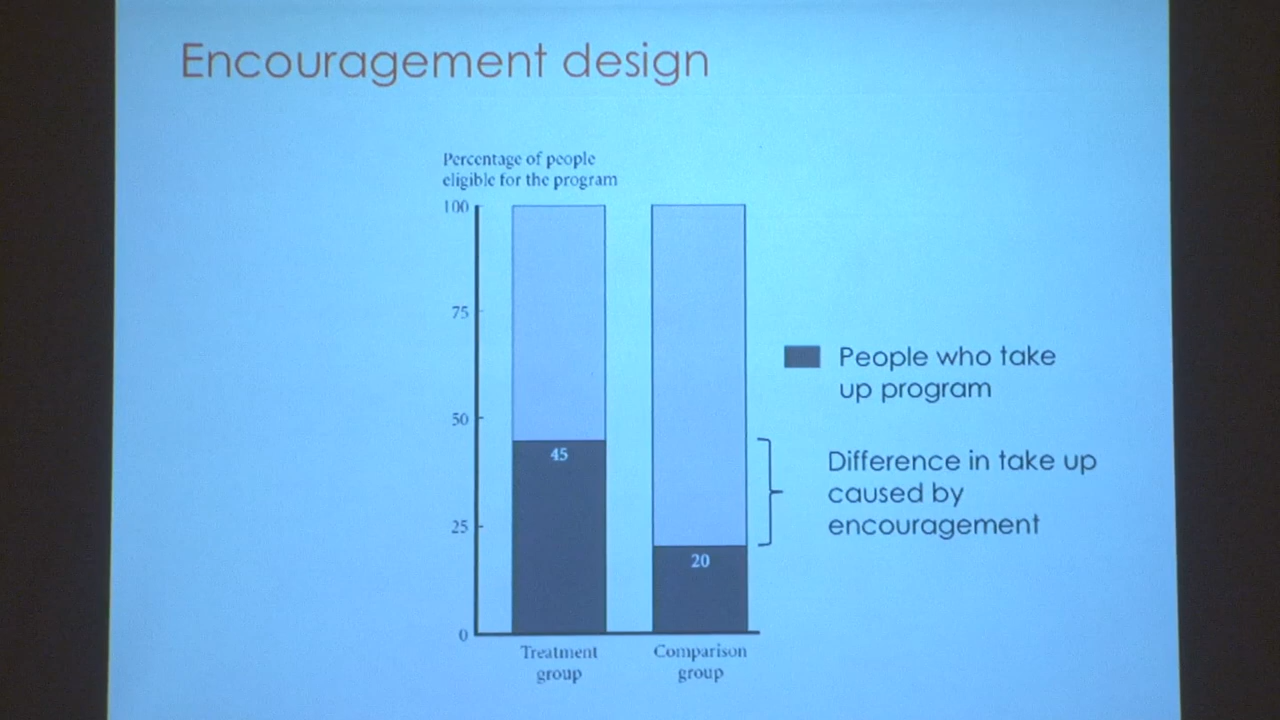 Encouragement design
Percentage of people
eligible for the program
100
75
50
25
0
45
20
Treatment
group
Comparison
group
People who take
up program
Difference in take up
caused by
encouragement